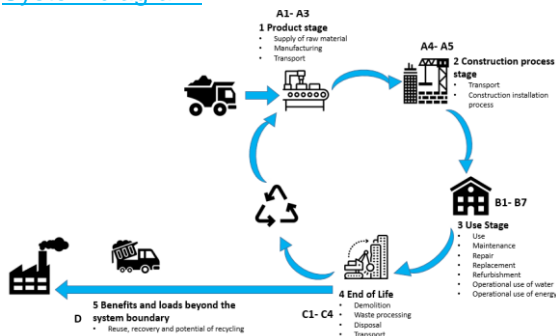 System diagram
A1- A3
1 Product stage
• Supply of raw material
• Manufacturing
• Transport
A4- A5
2 Construction process
stage
• Transport
• Construction installation
process
B1- B7
3 Use Stage
• Use
• Maintenance
• Repair
• Replacement
• Refurbishment
• Operational use of water
• Operational use of energy
4 End of Life
C1- C4
• Demolition
• Waste processing
• Disposal
• Transport
5 Benefits and loads beyond the
D system boundary
• Reuse, recovery and potential of recycling